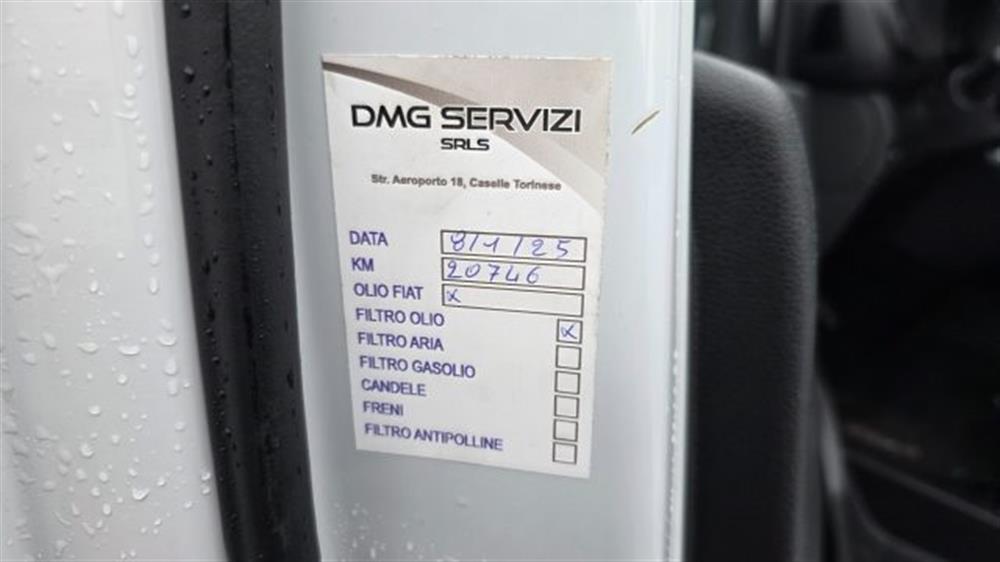 DMG SERVIZI
SRLS
Str. Aeroporto 18, Caselle Torinese
DATA 8/1/25
KM 20746
OLIO FIAT x
FILTRO OLIO x
FILTRO ARIA
FILTRO GASOLIO
CANDELE
FRENI
FILTRO ANTIPOLLINE